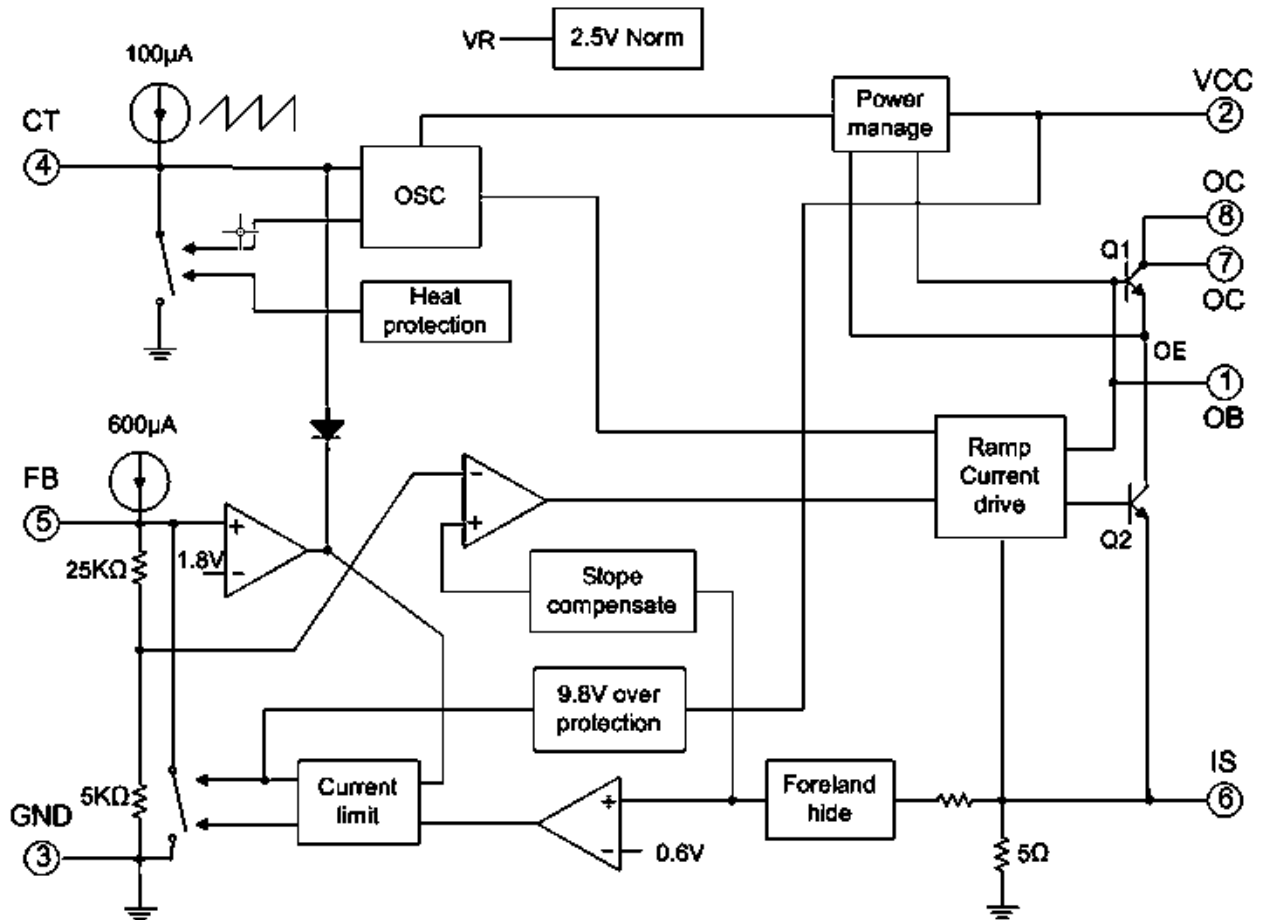 VR
2.5V Norm
100μA
CT
4
Power
manage
VCC
2
OSC
OC
8
Q1
7
OC
Heat
protection
OE
1
OB
600μA
FB
5
25KΩ
1.8V
+
-
-
+
Ramp
Current
drive
Q2
Slope
compensate
9.8V over
protection
5KΩ
GND
3
Current
limit
+
-
0.6V
Foreland
hide
IS
6
5Ω